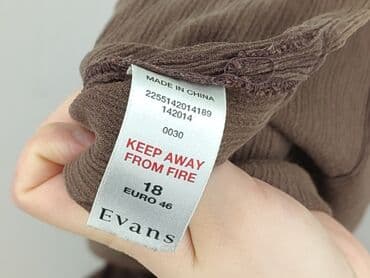 MADE IN CHINA
2255142014189
142014
0030
KEEP AWAY
FROM FIRE
18
EURO 46
Evans